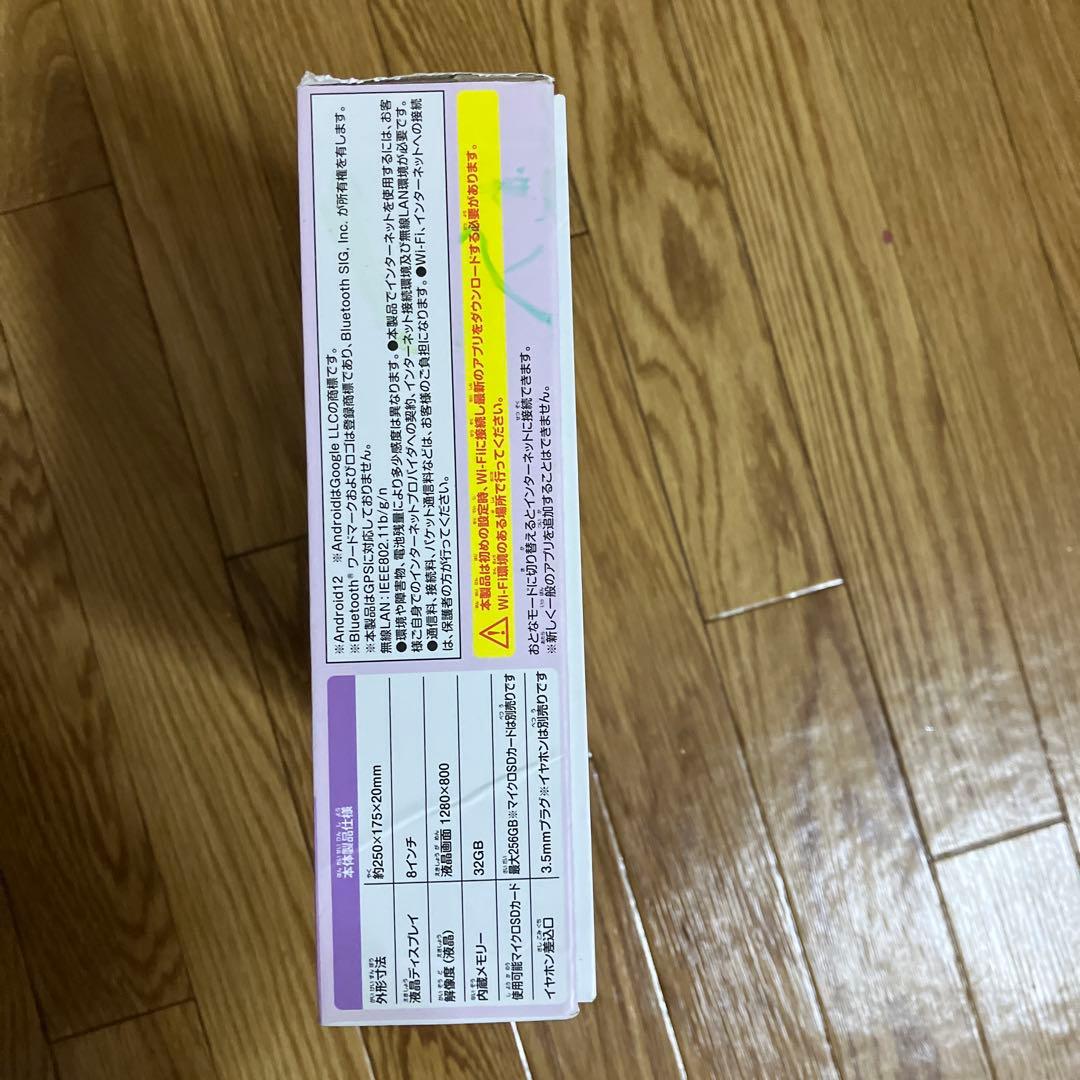 本体製品仕様
外形寸法 約250×175×20mm
液晶ディスプレイ 8インチ
解像度(液晶) 液晶画面 1280×800
内蔵メモリー 32GB
使用可能マイクロSDカード 最大256GB※マイクロSDカードは別売りです
イヤホン差込口 3.5mmプラグ※イヤホンは別売りです
※Android12 ※AndroidはGoogle LLCの商標です。
※Bluetooth® ワードマークおよびロゴは登録商標であり、Bluetooth SIG, Inc. が所有権を有します。
※本製品はGPSに対応しておりません。
無線LAN:IEEE802.11b/g/n
●環境や障害物、電池残量により多少感度は異なります。●本製品でインターネットを使用するには、お客
様ご自身でのインターネットプロバイダへの契約、インターネット接続環境及び無線LAN環境が必要です。
●通信料、接続料、パケット通信料などは、お客様のご負担になります。●Wi-Fi、インターネットへの接続
は、保護者の方が行ってください。
本製品は初めの設定時、Wi-Fiに接続し最新のアプリをダウンロードする必要があります。
Wi-Fi環境のある場所で行ってください。
おとなモードに切り替えるとインターネットに接続できます。
※新しく一般のアプリを追加することはできません。